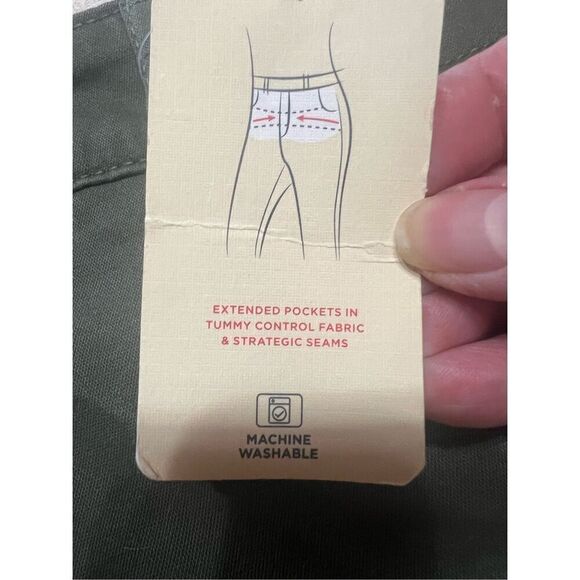 EXTENDED POCKETS IN
TUMMY CONTROL FABRIC
& STRATEGIC SEAMS
MACHINE
WASHABLE